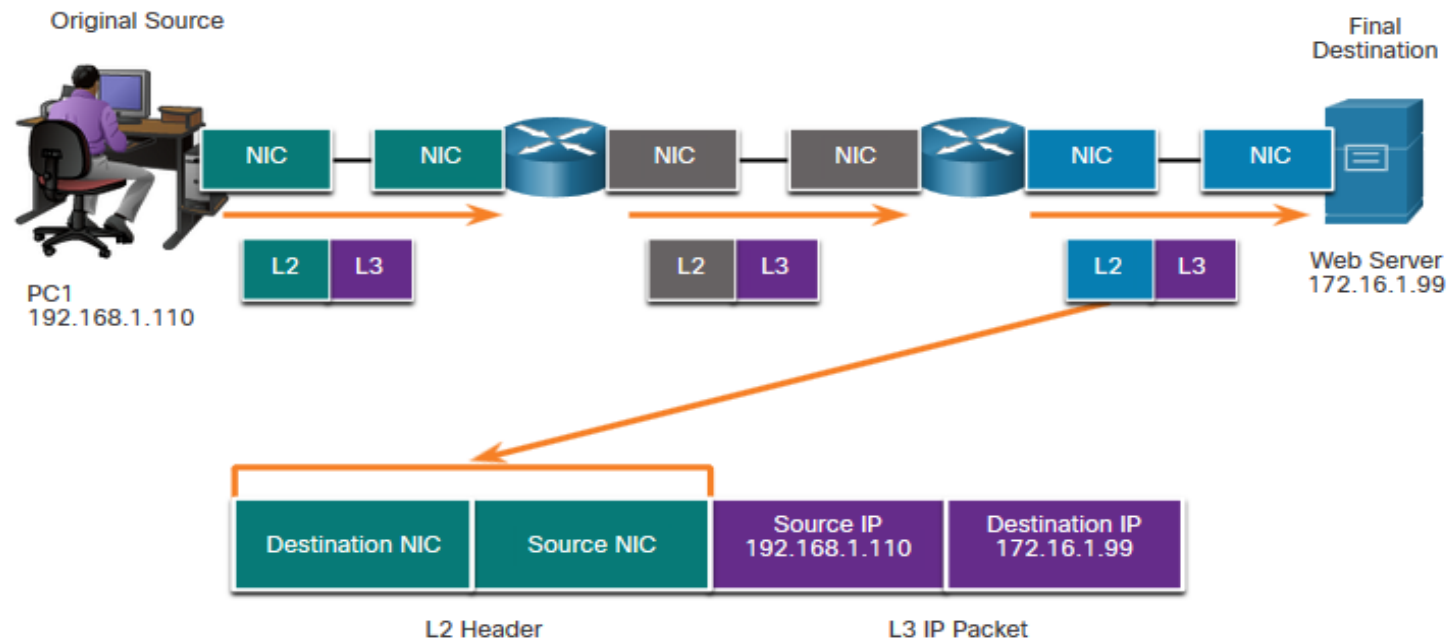 Original Source
Final
Destination
NIC
NIC
NIC
NIC
NIC
NIC
L2
L3
L2
L3
L2
L3
PC1
192.168.1.110
Web Server
172.16.1.99
Destination NIC
Source NIC
Source IP
192.168.1.110
Destination IP
172.16.1.99
L2 Header
L3 IP Packet